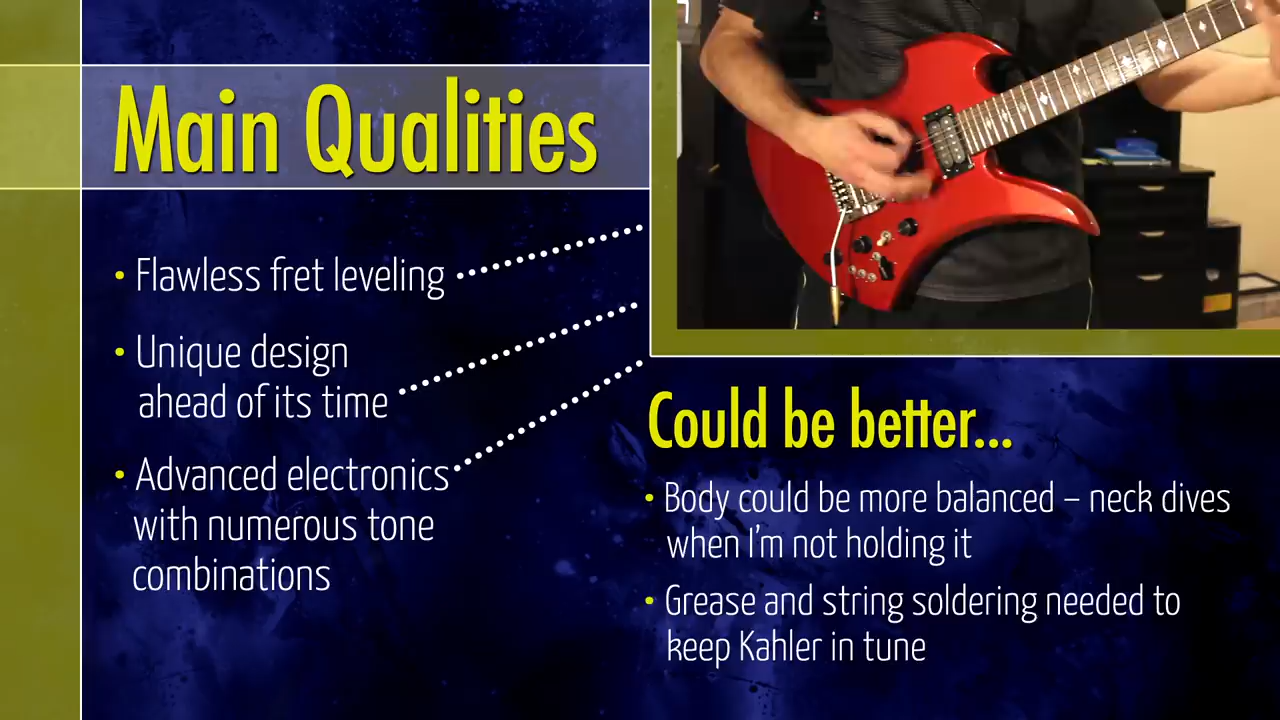 Main Qualities
• Flawless fret leveling
• Unique design
ahead of its time
• Advanced electronics
with numerous tone
combinations
Could be better...
• Body could be more balanced – neck dives
when I'm not holding it
• Grease and string soldering needed to
keep Kahler in tune